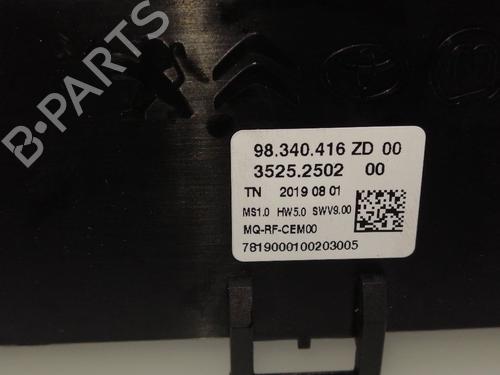 98.340.416 ZD 00
3525.2502 00
TN 2019 08 01
MS1.0 HW5.0 SWV9.00
MQ-RF-CEM00
7819000100203005
B-PARTS